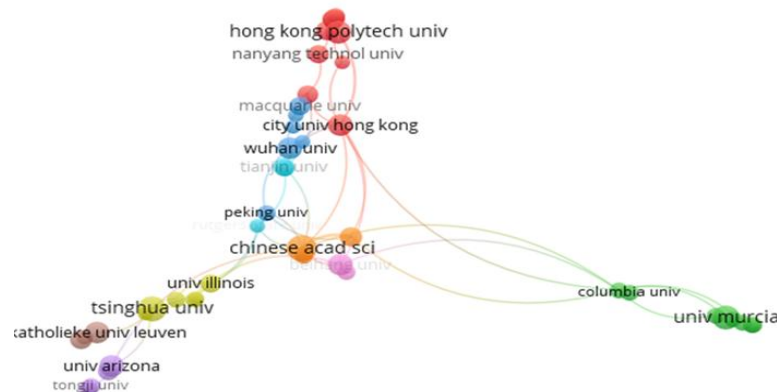 hong kong polytech univ
nanyang technol univ
macquarie univ
city univ hong kong
wuhan univ
tianjin univ
peking univ
chinese acad sci
beihang univ
univ illinois
columbia univ
tsinghua univ
univ murcia
katholieke univ leuven
univ arizona
tongji univ